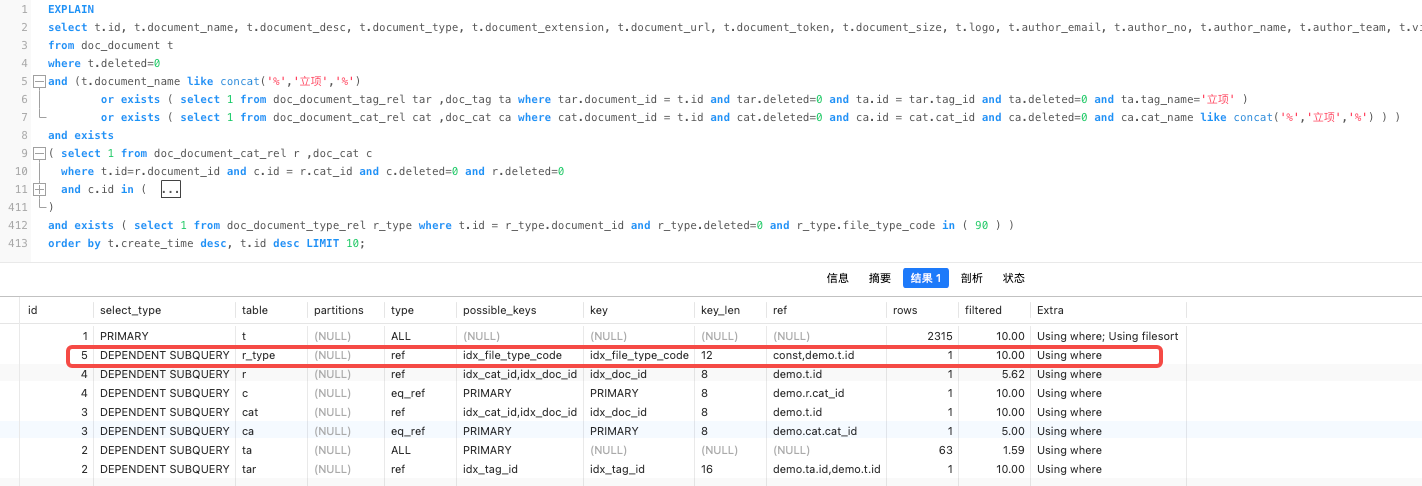 1 EXPLAIN
2 select t.id, t.document_name, t.document_desc, t.document_type, t.document_extension, t.document_url, t.document_token, t.document_size, t.logo, t.author_email, t.author_no, t.author_name, t.author_team, t.vi
3 from doc_document t
4 where t.deleted=0
5 and (t.document_name like concat('%','立项','%')
6 or exists ( select 1 from doc_document_tag_rel tar ,doc_tag ta where tar.document_id = t.id and tar.deleted=0 and ta.id = tar.tag_id and ta.deleted=0 and ta.tag_name='立项' )
7 or exists ( select 1 from doc_document_cat_rel cat ,doc_cat ca where cat.document_id = t.id and cat.deleted=0 and ca.id = cat.cat_id and ca.deleted=0 and ca.cat_name like concat('%','立项','%') ) )
8 and exists
9 ( select 1 from doc_document_cat_rel r ,doc_cat c
10 where t.id=r.document_id and c.id = r.cat_id and c.deleted=0 and r.deleted=0
11 and c.id in ( ...
411 )
412 and exists ( select 1 from doc_document_type_rel r_type where t.id = r_type.document_id and r_type.deleted=0 and r_type.file_type_code in ( 90 ) )
413 order by t.create_time desc, t.id desc LIMIT 10;
信息 摘要 结果 1 剖析 状态
id select_type table partitions type possible_keys key key_len ref rows filtered Extra
1 PRIMARY t (NULL) ALL (NULL) (NULL) (NULL) (NULL) 2315 10.00 Using where; Using filesort
5 DEPENDENT SUBQUERY r_type (NULL) ref idx_file_type_code idx_file_type_code 12 const,demo.t.id 1 10.00 Using where
4 DEPENDENT SUBQUERY r (NULL) ref idx_cat_id,idx_doc_id idx_doc_id 8 demo.t.id 1 5.62 Using where
4 DEPENDENT SUBQUERY c (NULL) eq_ref PRIMARY PRIMARY 8 demo.r.cat_id 1 10.00 Using where
3 DEPENDENT SUBQUERY cat (NULL) ref idx_cat_id,idx_doc_id idx_doc_id 8 demo.t.id 1 10.00 Using where
3 DEPENDENT SUBQUERY ca (NULL) eq_ref PRIMARY PRIMARY 8 demo.cat.cat_id 1 5.00 Using where
2 DEPENDENT SUBQUERY ta (NULL) ALL PRIMARY (NULL) (NULL) (NULL) 63 1.59 Using where
2 DEPENDENT SUBQUERY tar (NULL) ref idx_tag_id idx_tag_id 16 demo.ta.id,demo.t.id 1 10.00 Using where